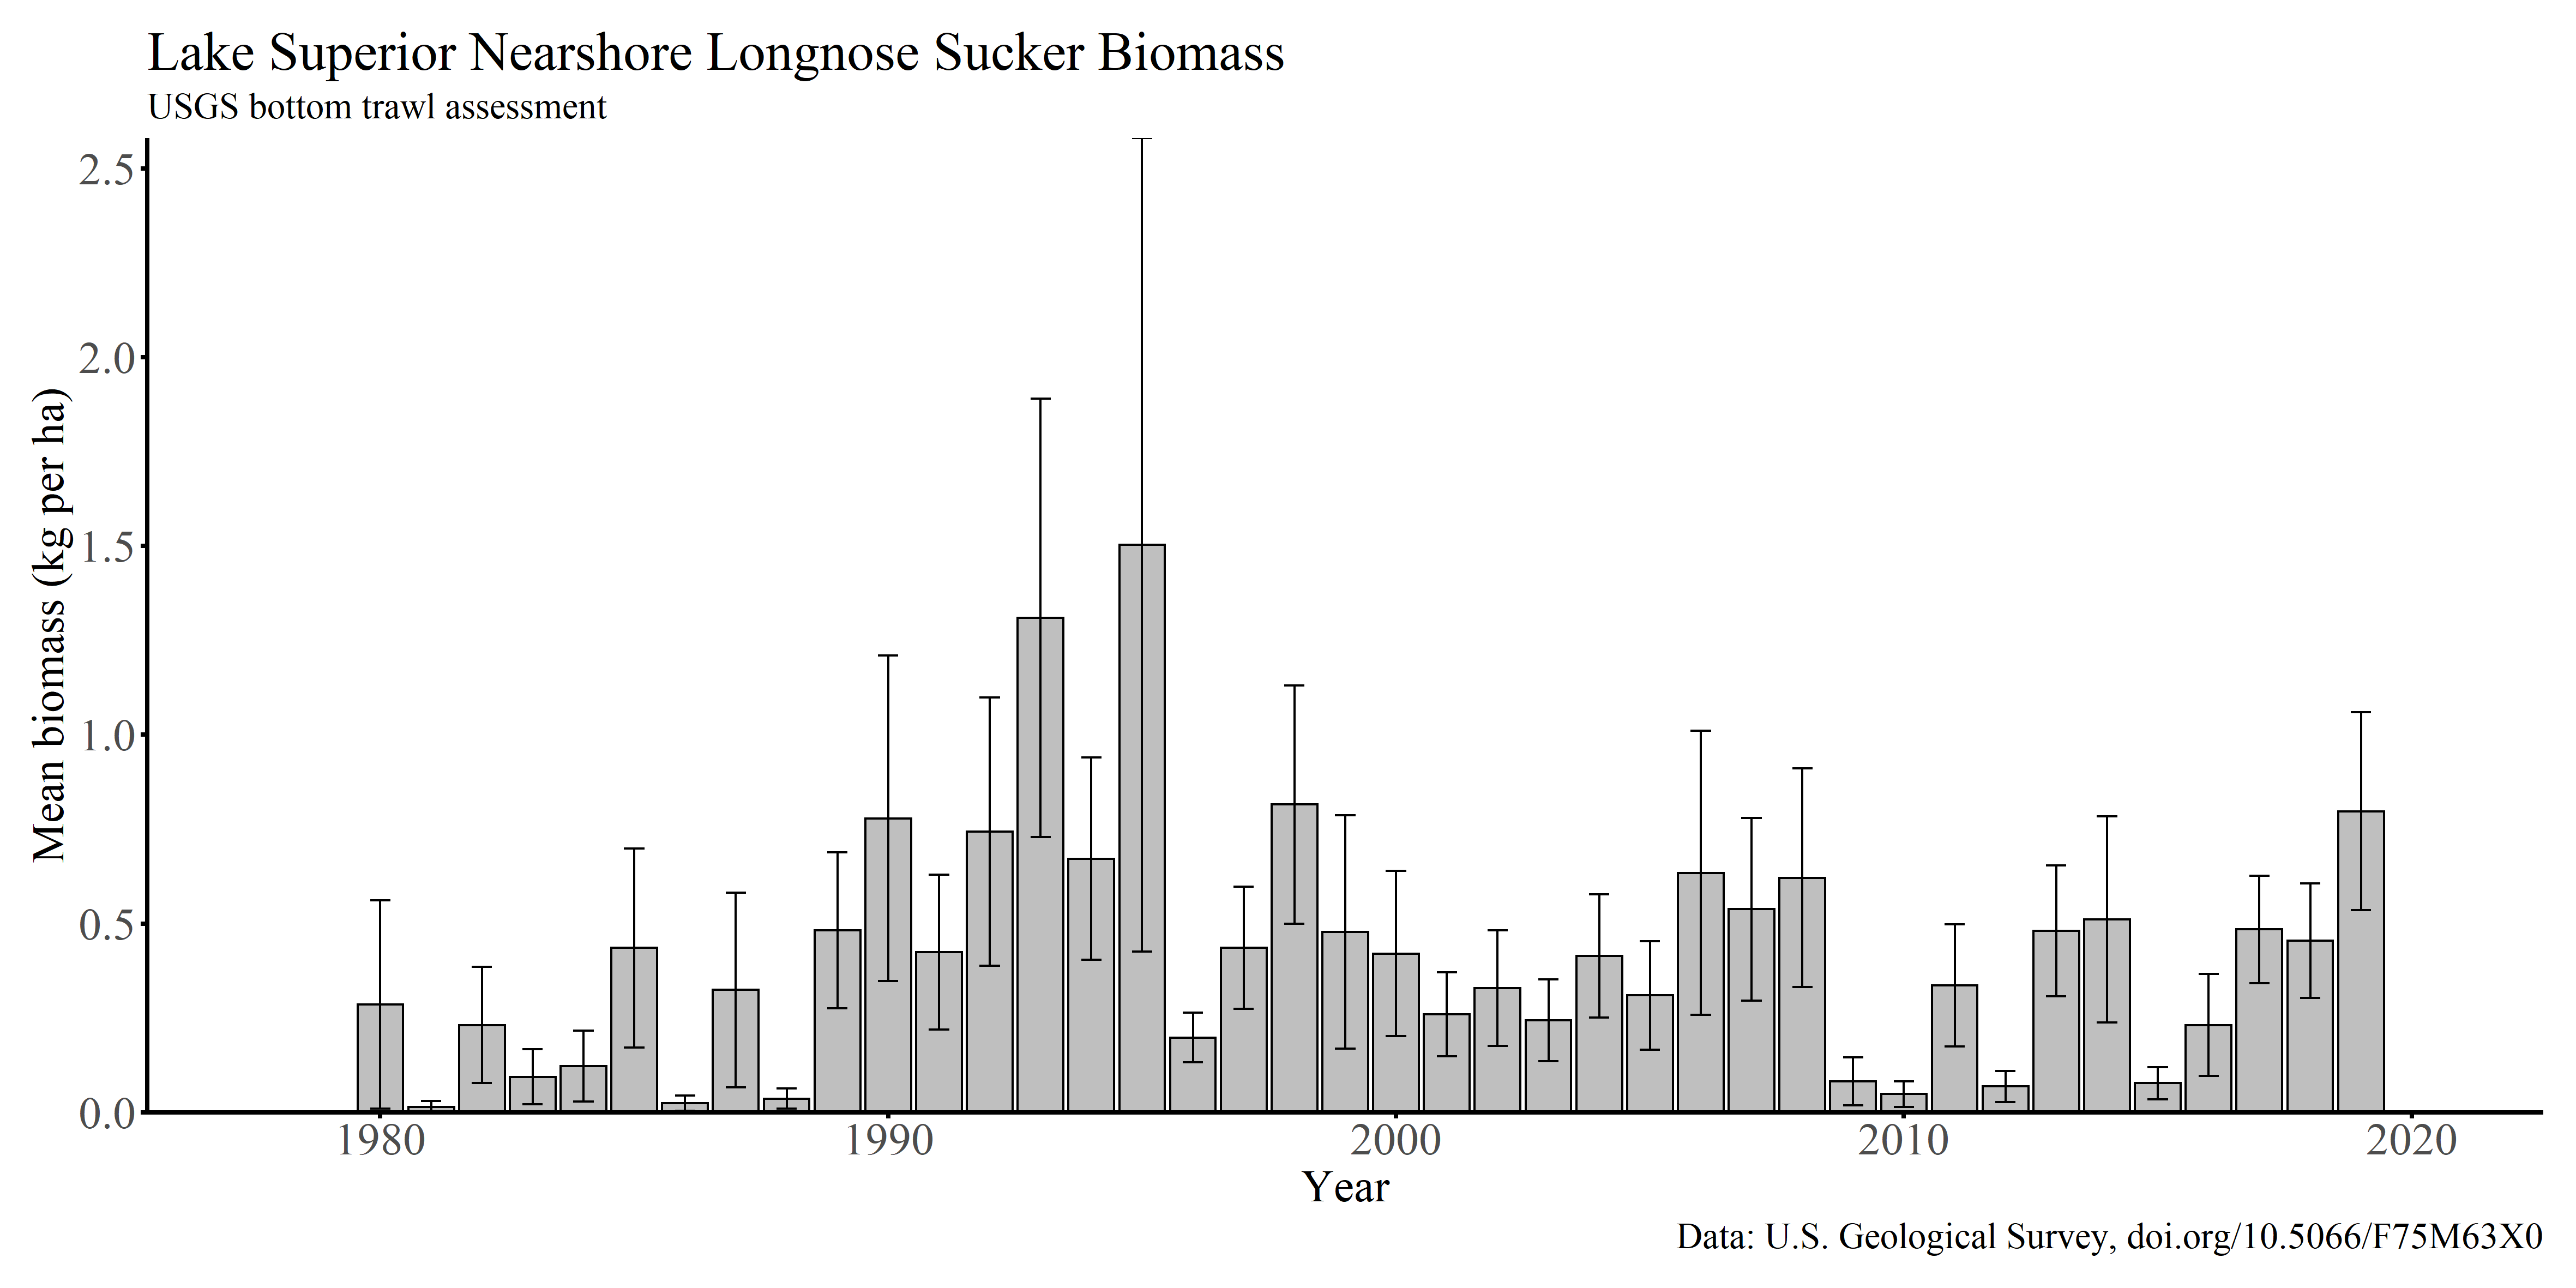 Lake Superior Nearshore Longnose Sucker Biomass
USGS bottom trawl assessment
Mean biomass (kg per ha)
2.5
2.0
1.5
1.0
0.5
0.0
1980 1990 2000 2010 2020
Year
Data: U.S. Geological Survey, doi.org/10.5066/F75M63X0